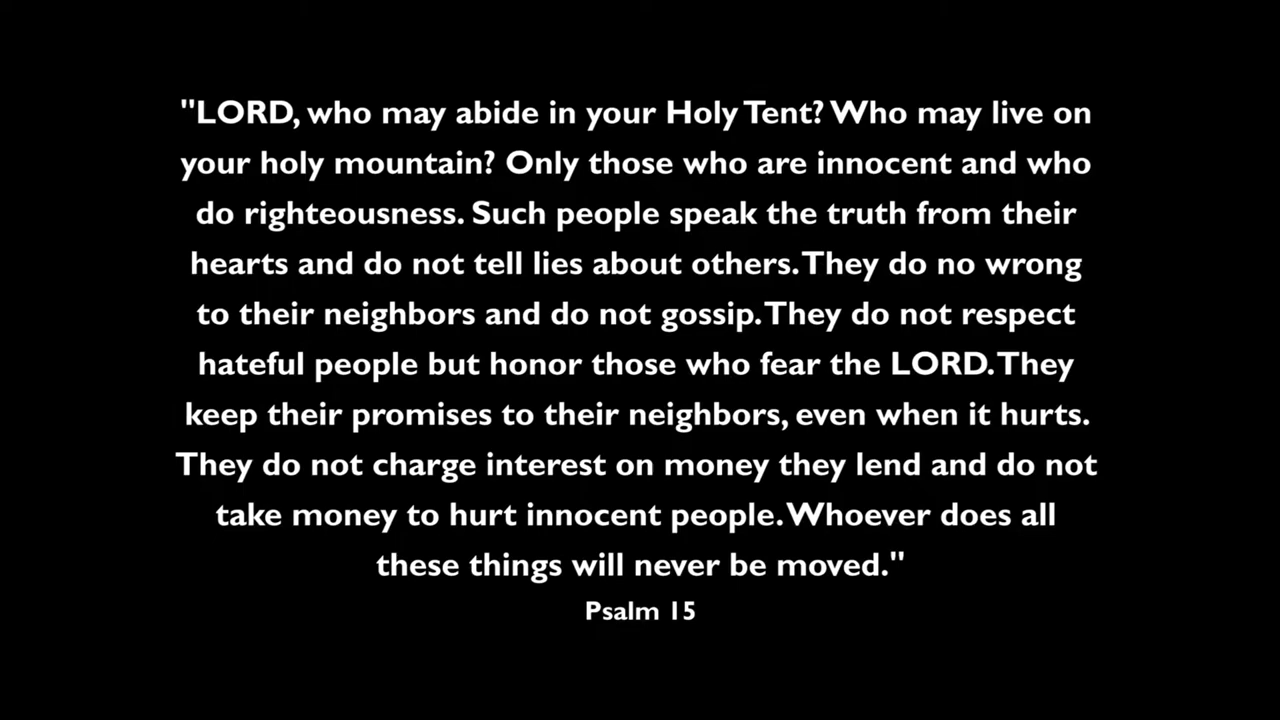 "LORD, who may abide in your Holy Tent? Who may live on
your holy mountain? Only those who are innocent and who
do righteousness. Such people speak the truth from their
hearts and do not tell lies about others. They do no wrong
to their neighbors and do not gossip. They do not respect
hateful people but honor those who fear the LORD. They
keep their promises to their neighbors, even when it hurts.
They do not charge interest on money they lend and do not
take money to hurt innocent people. Whoever does all
these things will never be moved."
Psalm 15